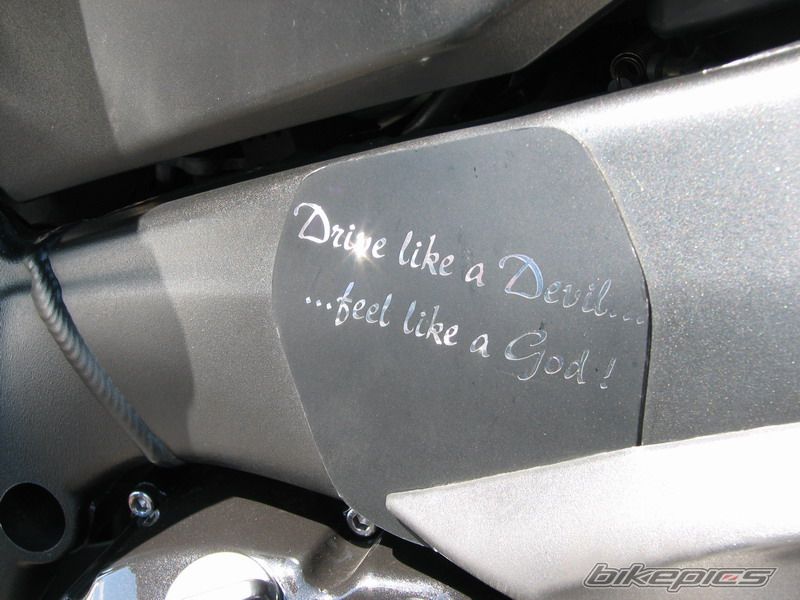 Drive like a Devil...
...feel like a God!
bikepics